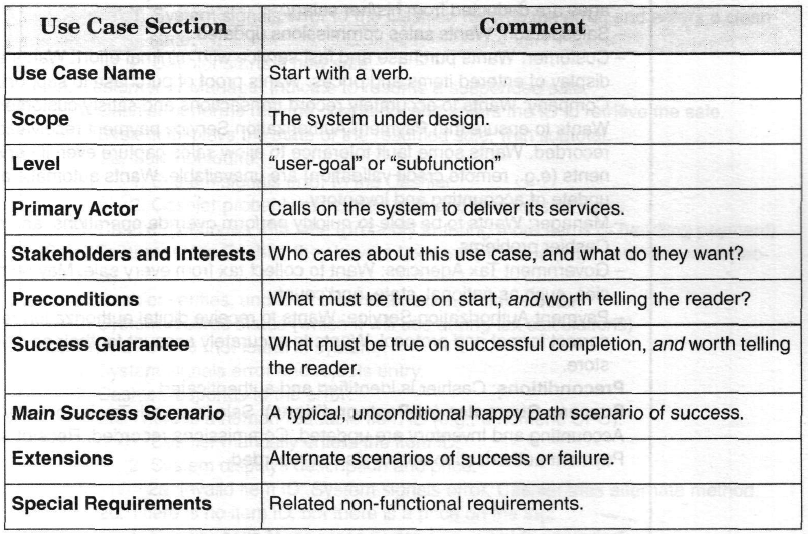 Use Case Section Comment
Use Case Name Start with a verb.
Scope The system under design.
Level "user-goal" or "subfunction"
Primary Actor Calls on the system to deliver its services.
Stakeholders and Interests Who cares about this use case, and what do they want?
Preconditions What must be true on start, and worth telling the reader?
Success Guarantee What must be true on successful completion, and worth telling
the reader.
Main Success Scenario A typical, unconditional happy path scenario of success.
Extensions Alternate scenarios of success or failure.
Special Requirements Related non-functional requirements.